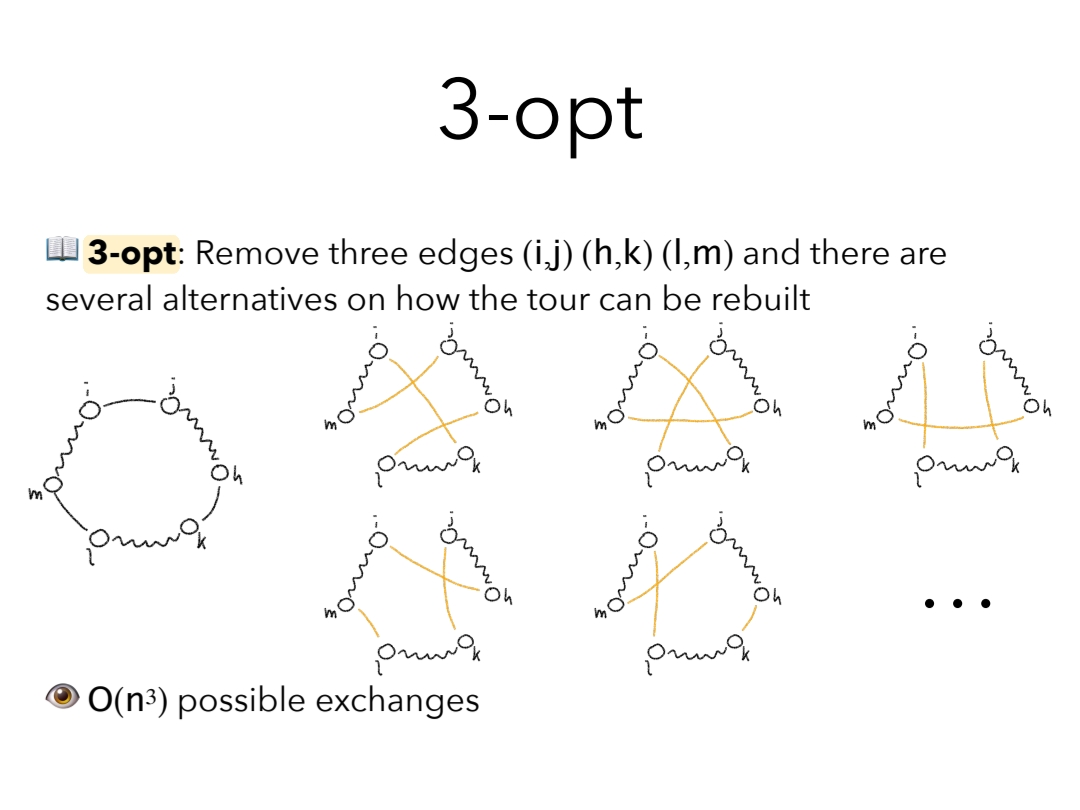 3-opt
📖 3-opt: Remove three edges (i,j) (h,k) (l,m) and there are
several alternatives on how the tour can be rebuilt
i j
m h
l k
i j
m h
l k
i j
m h
l k
i j
m h
l k
i j
m h
l k
i j
m h
l k
...
👁 O(n³) possible exchanges